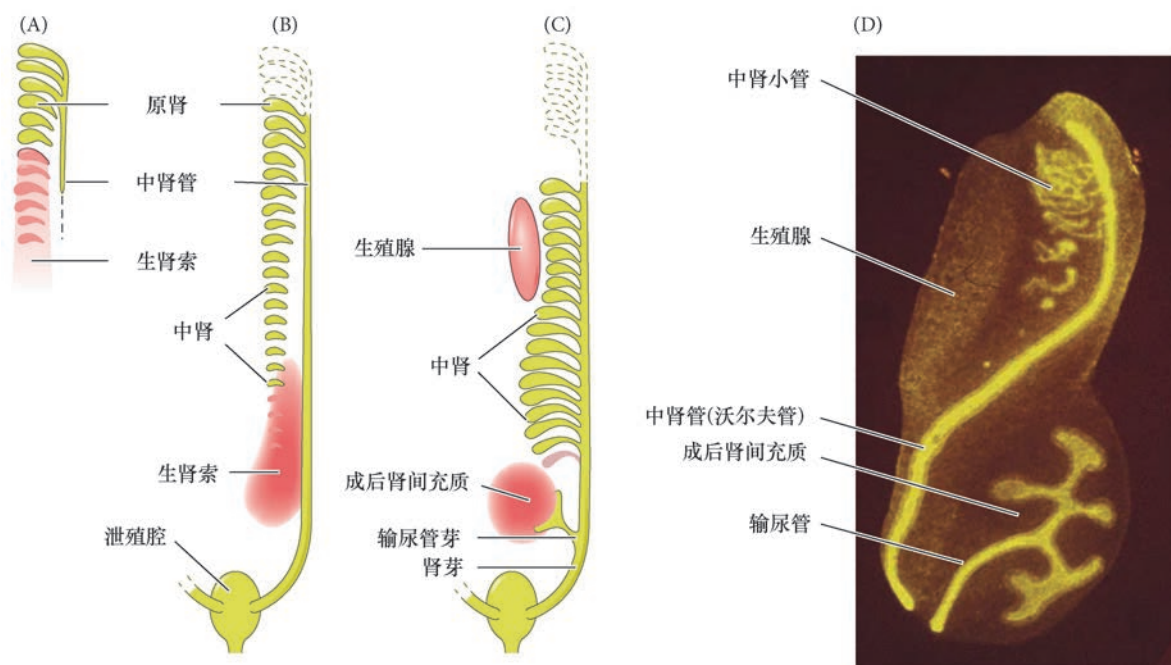 (A)
(B)
(C)
(D)
原肾
中肾管
生肾索
中肾
生肾索
泄殖腔
生殖腺
中肾
成后肾间充质
输尿管芽
肾芽
中肾小管
生殖腺
中肾管(沃尔夫管)
成后肾间充质
输尿管